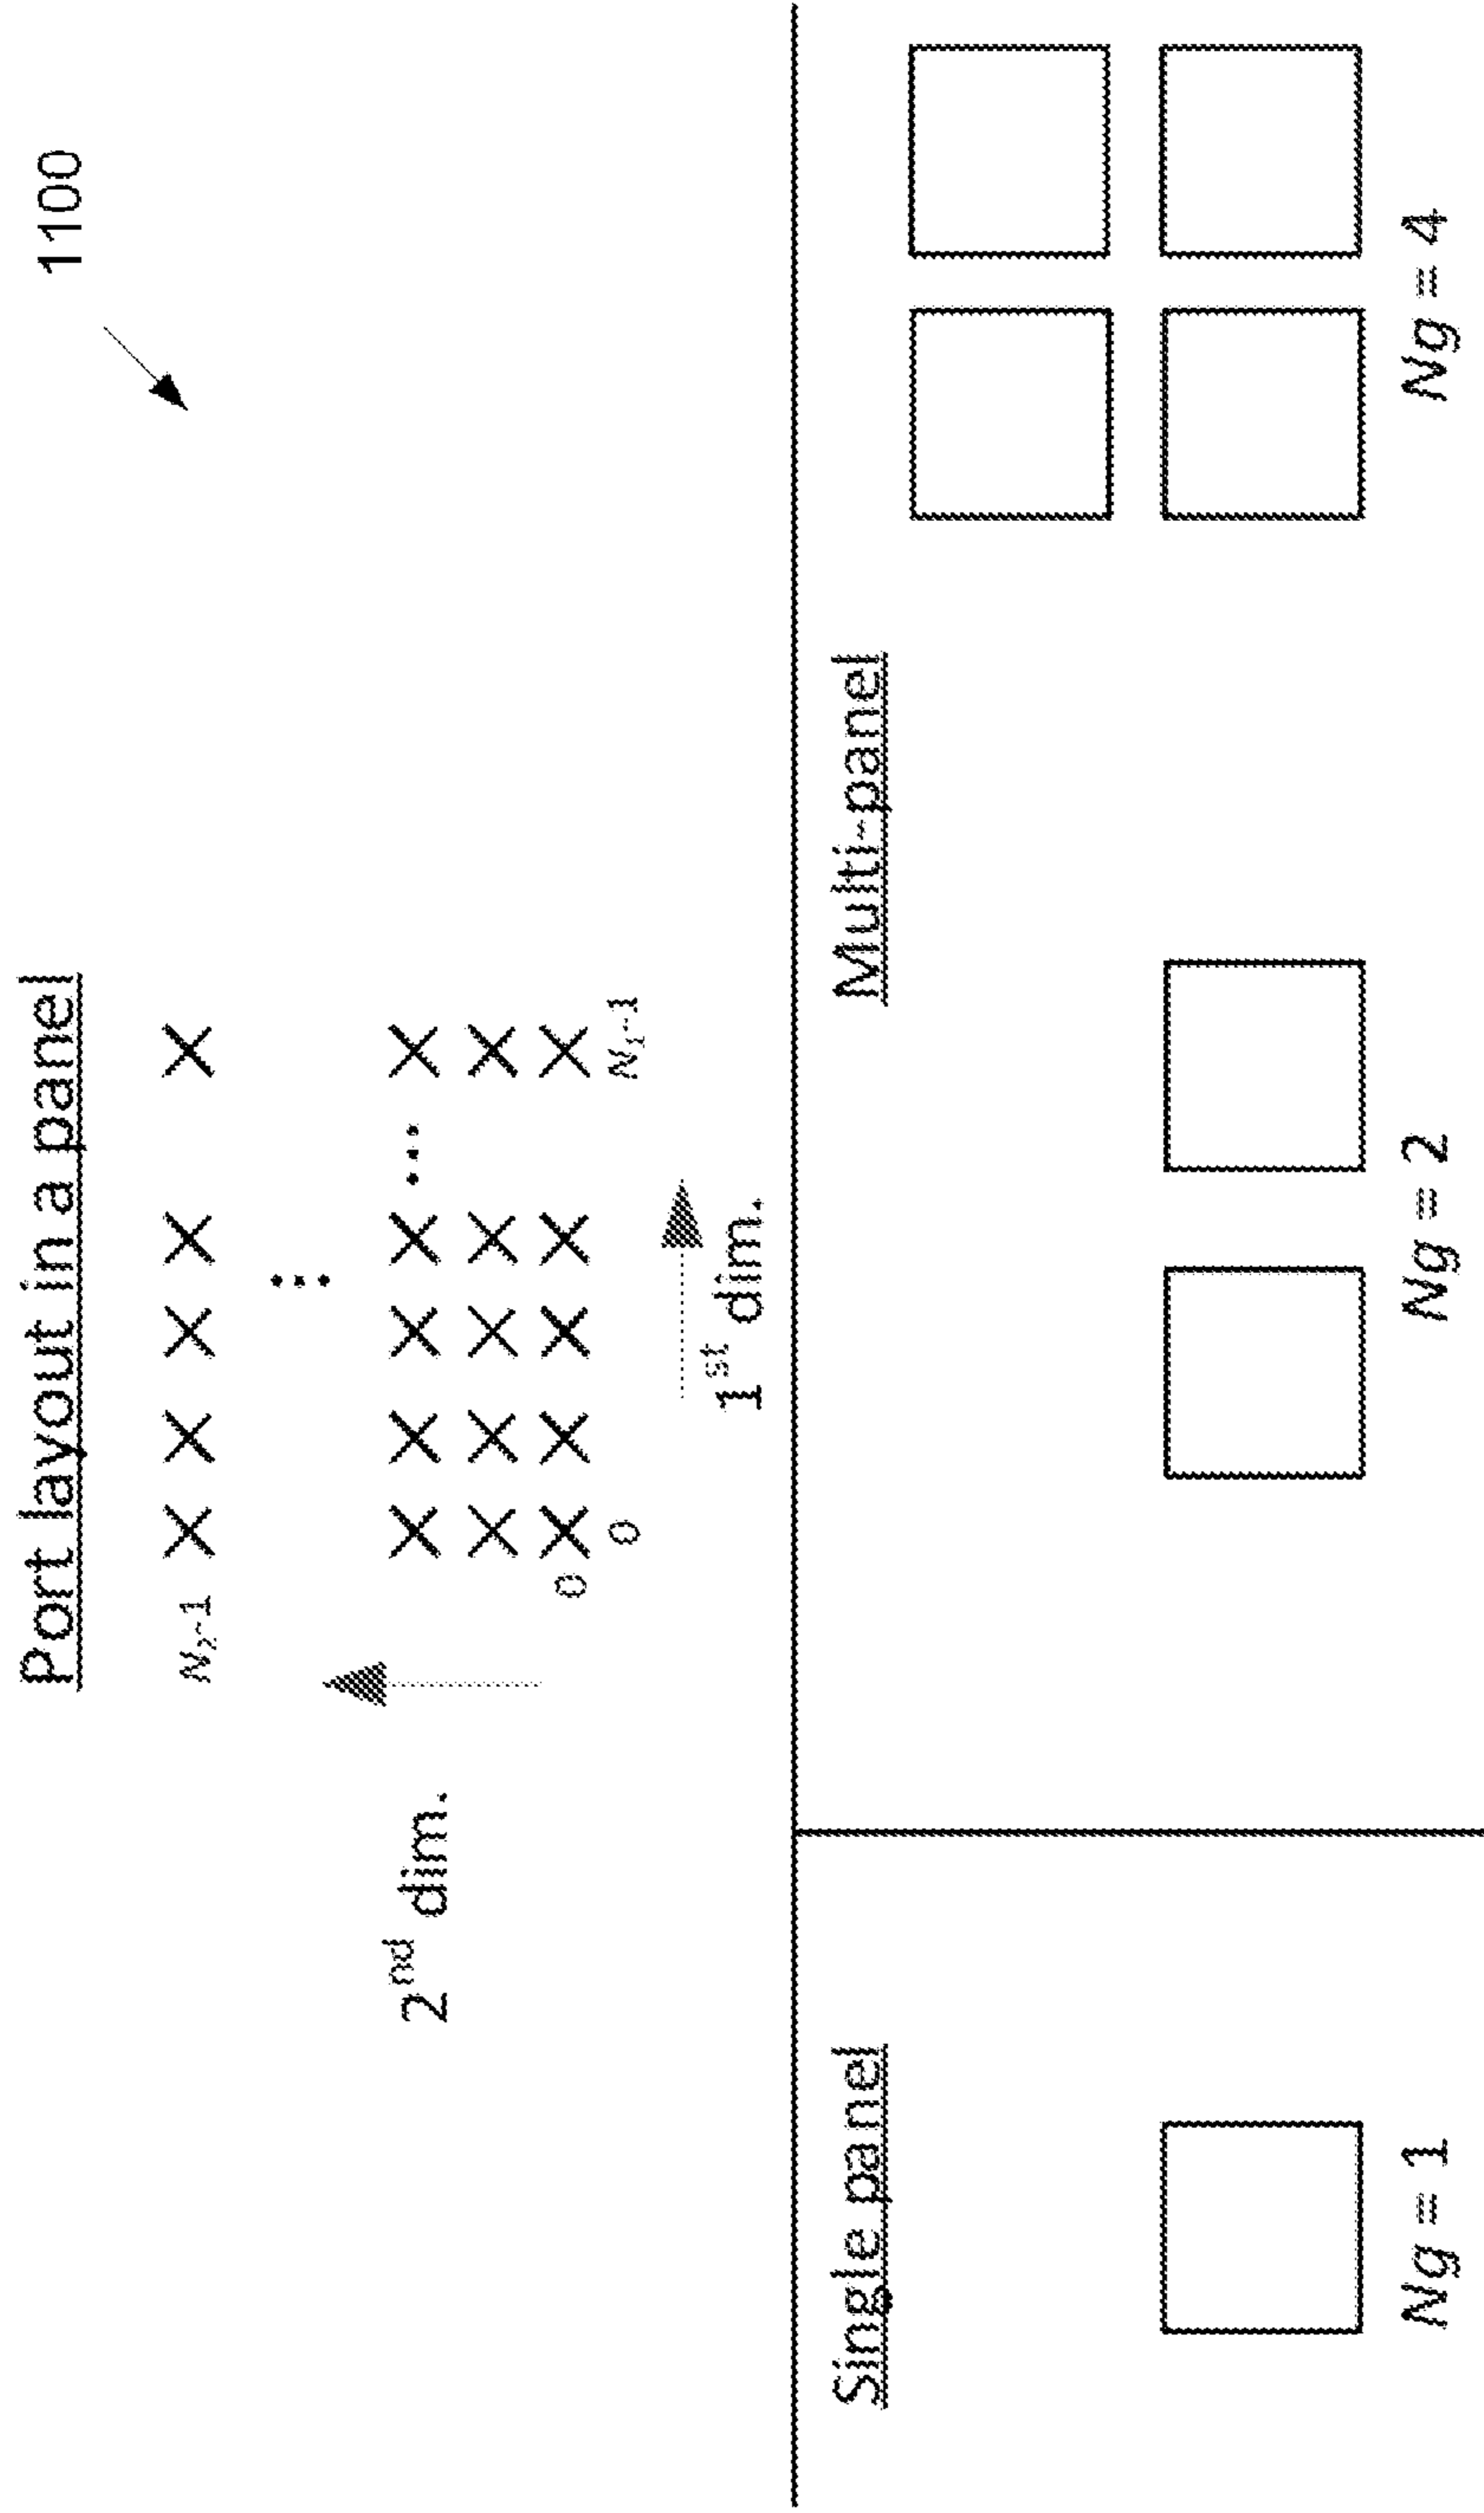 1100
Port layout in a panel
N₂-1
2nd dim.
0
0
N₁-1
1st dim.
Single panel
Multi-panel
Ng = 1
Ng = 2
Ng = 4